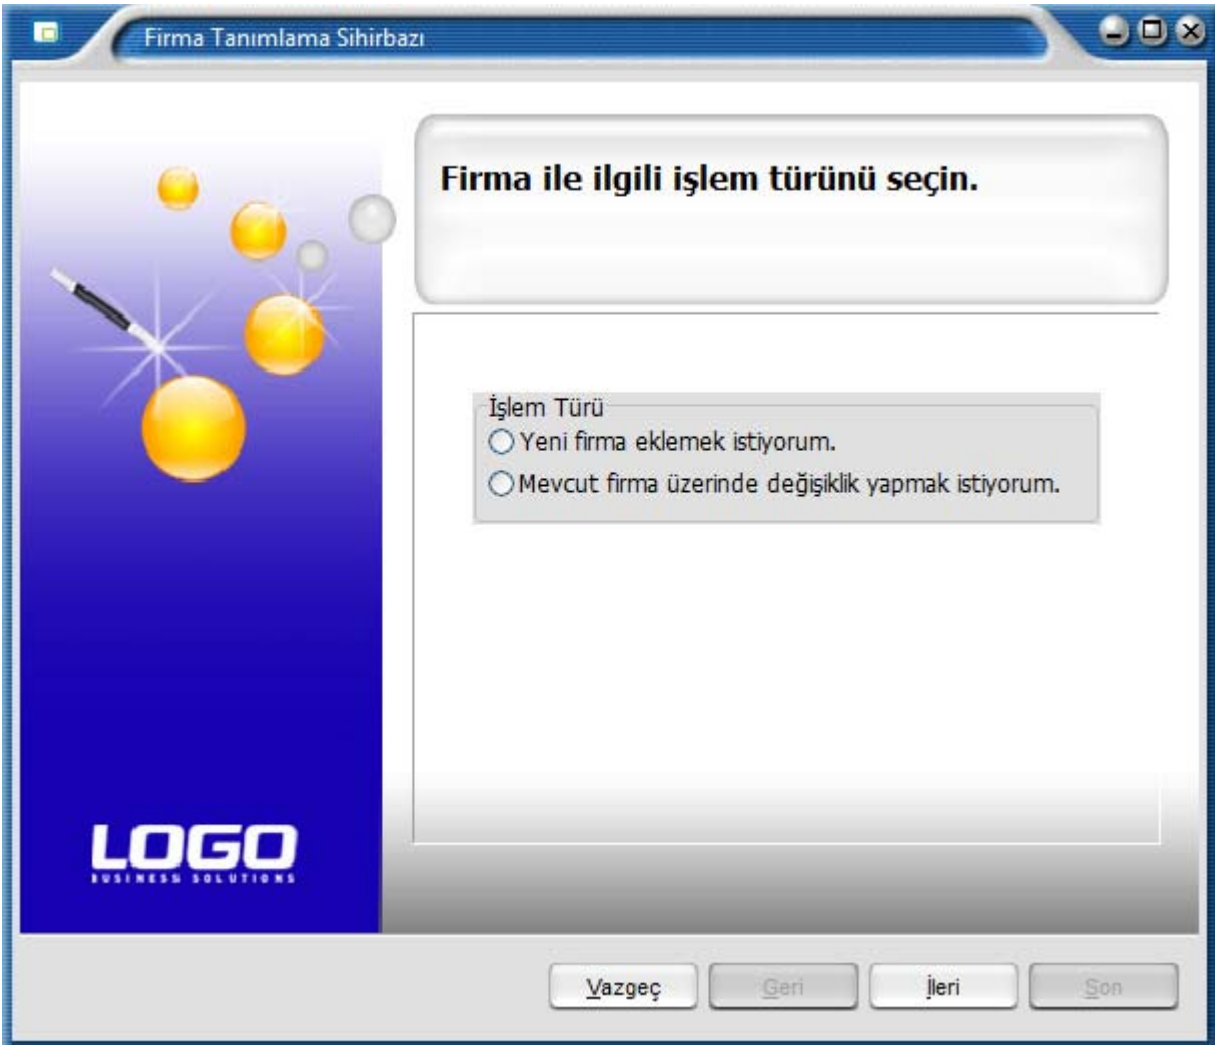 Firma Tanımlama Sihirbazı
Firma ile ilgili işlem türünü seçin.
İşlem Türü
Yeni firma eklemek istiyorum.
Mevcut firma üzerinde değişiklik yapmak istiyorum.
LOGO
BUSINESS SOLUTIONS
Vazgeç Geri İleri Son